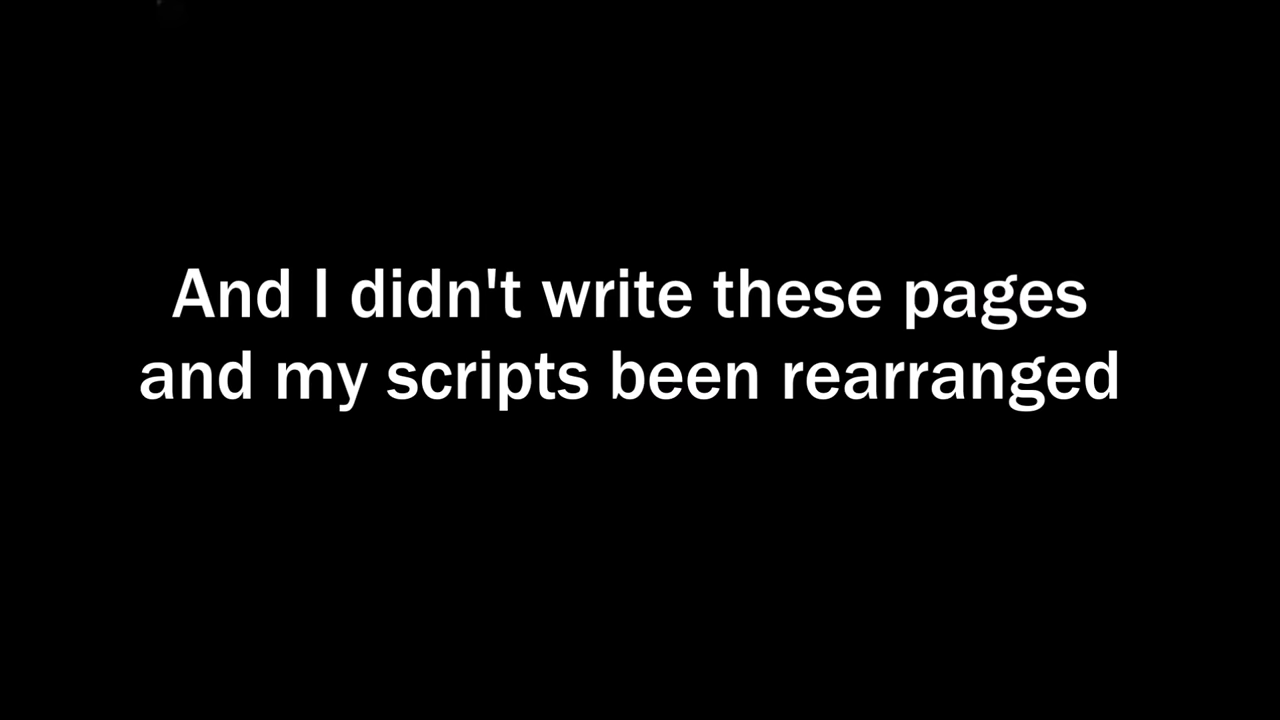 And I didn't write these pages
and my scripts been rearranged